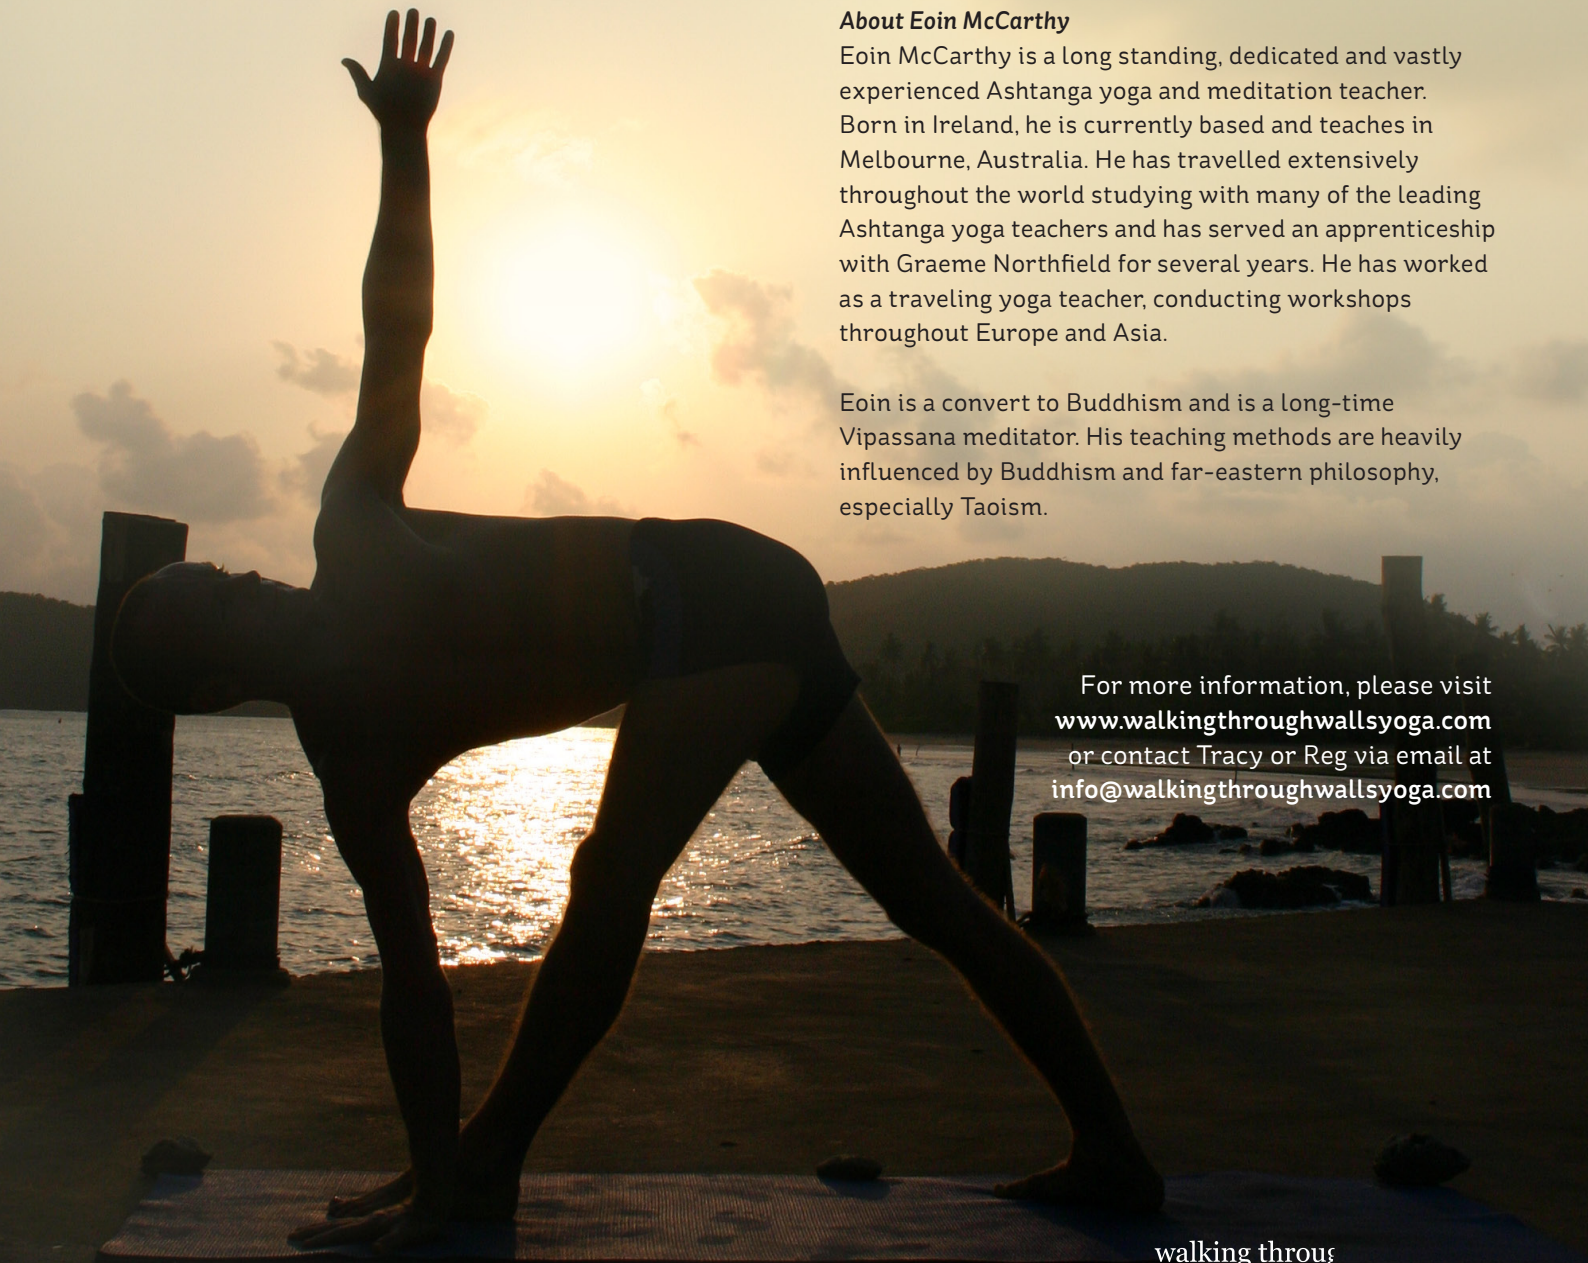 About Eoin McCarthy
Eoin McCarthy is a long standing, dedicated and vastly
experienced Ashtanga yoga and meditation teacher.
Born in Ireland, he is currently based and teaches in
Melbourne, Australia. He has travelled extensively
throughout the world studying with many of the leading
Ashtanga yoga teachers and has served an apprenticeship
with Graeme Northfield for several years. He has worked
as a traveling yoga teacher, conducting workshops
throughout Europe and Asia.
Eoin is a convert to Buddhism and is a long-time
Vipassana meditator. His teaching methods are heavily
influenced by Buddhism and far-eastern philosophy,
especially Taoism.
For more information, please visit
www.walkingthroughwallsyoga.com
or contact Tracy or Reg via email at
info@walkingthroughwallsyoga.com
walking